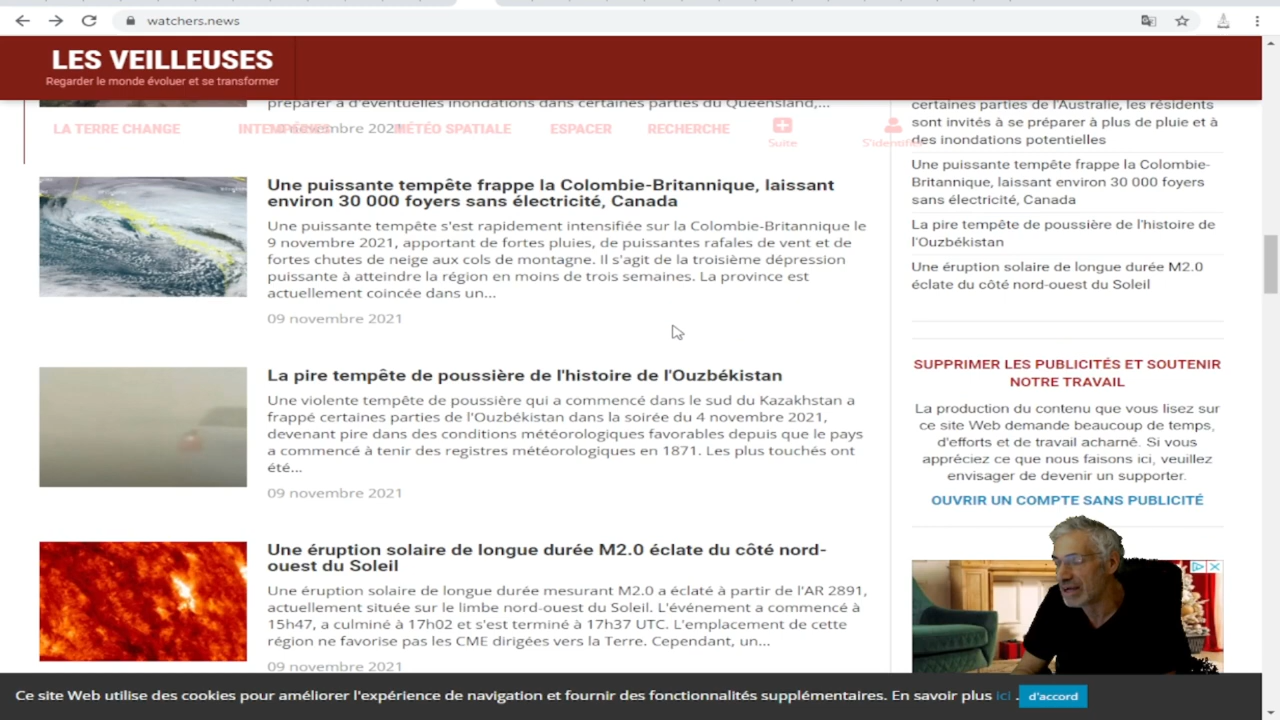 watchers.news
LES VEILLEUSES
Regarder le monde évoluer et se transformer
préparer à d'éventuelles inondations dans certaines parties du Queensland,...
LA TERRE CHANGE
MÉTÉO SPATIALE
ESPACER
RECHERCHE
Suite
S'identifier
Une puissante tempête frappe la Colombie-Britannique, laissant
environ 30 000 foyers sans électricité, Canada
Une puissante tempête s'est rapidement intensifiée sur la Colombie-Britannique le
9 novembre 2021, apportant de fortes pluies, de puissantes rafales de vent et de
fortes chutes de neige aux cols de montagne. Il s'agit de la troisième dépression
puissante à atteindre la région en moins de trois semaines. La province est
actuellement coincée dans un...
09 novembre 2021
La pire tempête de poussière de l'histoire de l'Ouzbékistan
Une violente tempête de poussière qui a commencé dans le sud du Kazakhstan a
frappé certaines parties de l'Ouzbékistan dans la soirée du 4 novembre 2021,
devenant pire dans des conditions météorologiques favorables depuis que le pays
a commencé à tenir des registres météorologiques en 1871. Les plus touchés ont
été...
09 novembre 2021
Une éruption solaire de longue durée M2.0 éclate du côté nord-
ouest du Soleil
Une éruption solaire de longue durée mesurant M2.0 a éclaté à partir de l'AR 2891,
actuellement située sur le limbe nord-ouest du Soleil. L'événement a commencé à
15h47, a culminé à 17h02 et s'est terminé à 17h37 UTC. L'emplacement de cette
région ne favorise pas les CME dirigées vers la Terre. Cependant, un...
09 novembre 2021
certaines parties de l'Australie, les résidents
sont invités à se préparer à plus de pluie et à
des inondations potentielles
Une puissante tempête frappe la Colombie-
Britannique, laissant environ 30 000 foyers
sans électricité, Canada
La pire tempête de poussière de l'histoire de
l'Ouzbékistan
Une éruption solaire de longue durée M2.0
éclate du côté nord-ouest du Soleil
SUPPRIMER LES PUBLICITÉS ET SOUTENIR
NOTRE TRAVAIL
La production du contenu que vous lisez sur
ce site Web demande beaucoup de temps,
d'efforts et de travail acharné. Si vous
appréciez ce que nous faisons ici, veuillez
envisager de devenir un supporter.
OUVRIR UN COMPTE SANS PUBLICITÉ
Ce site Web utilise des cookies pour améliorer l'expérience de navigation et fournir des fonctionnalités supplémentaires. En savoir plus ici . d'accord